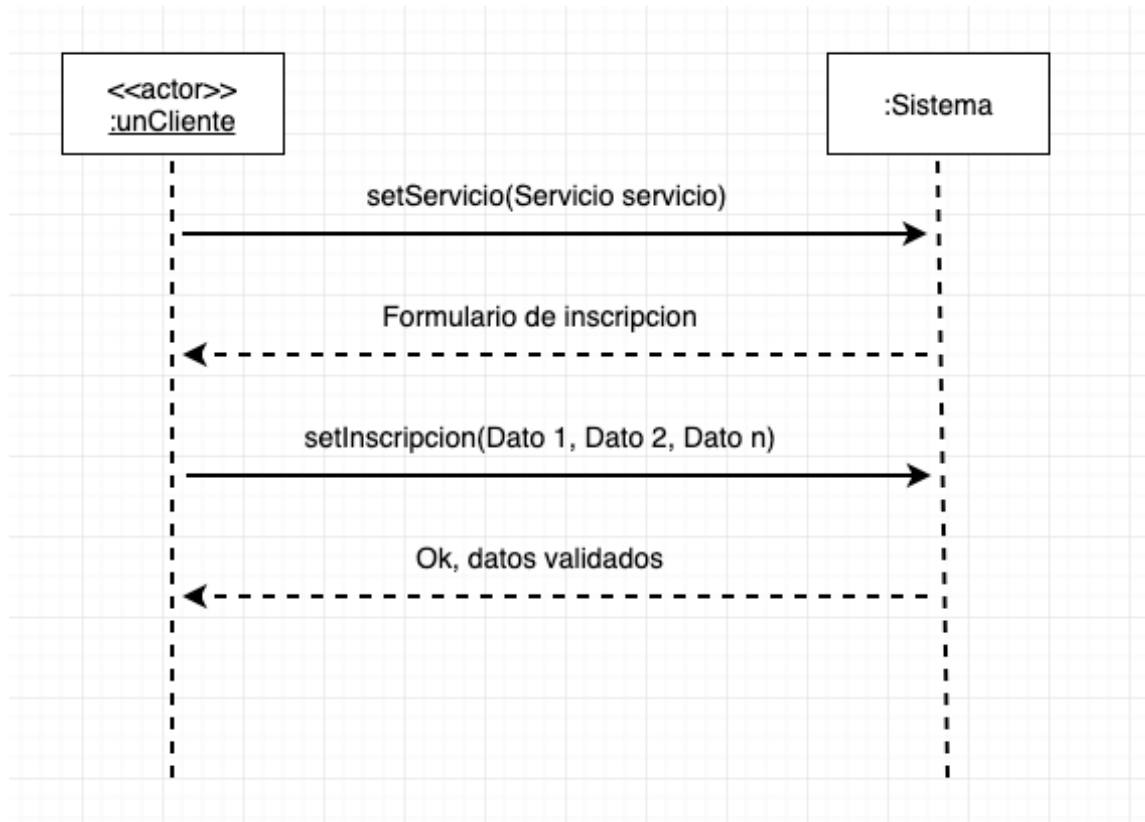 <<actor>>
:unCliente
:Sistema
setServicio(Servicio servicio)
Formulario de inscripcion
setInscripcion(Dato 1, Dato 2, Dato n)
Ok, datos validados